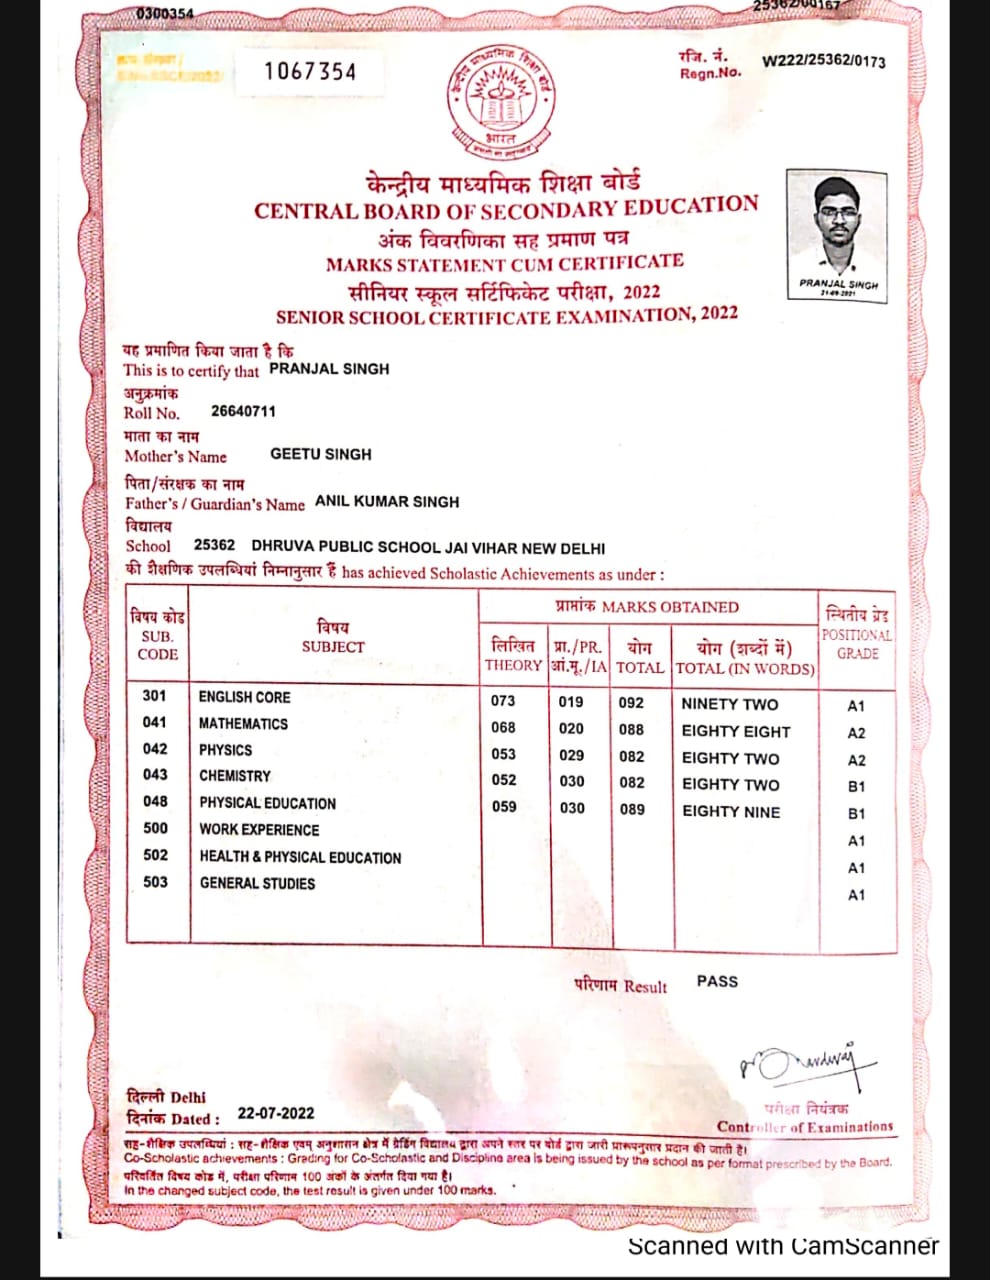 0300354
25362/00167
1067354
रजि. नं.
Regn.No. W222/25362/0173
केन्द्रीय माध्यमिक शिक्षा बोर्ड
भारत
केन्द्रीय माध्यमिक शिक्षा बोर्ड
CENTRAL BOARD OF SECONDARY EDUCATION
अंक विवरणिका सह प्रमाण पत्र
MARKS STATEMENT CUM CERTIFICATE
सीनियर स्कूल सर्टिफिकेट परीक्षा, 2022
SENIOR SCHOOL CERTIFICATE EXAMINATION, 2022
PRANJAL SINGH
21-09-2021
यह प्रमाणित किया जाता है कि
This is to certify that PRANJAL SINGH
अनुक्रमांक
Roll No. 26640711
माता का नाम
Mother's Name GEETU SINGH
पिता/संरक्षक का नाम
Father's / Guardian's Name ANIL KUMAR SINGH
विद्यालय
School 25362 DHRUVA PUBLIC SCHOOL JAI VIHAR NEW DELHI
की शैक्षणिक उपलब्धियां निम्नानुसार हैं has achieved Scholastic Achievements as under :
विषय कोड SUB. CODE विषय SUBJECT प्राप्तांक MARKS OBTAINED स्थितीय ग्रेड POSITIONAL GRADE
लिखित प्रा./PR. योग योग (शब्दों में)
THEORY आं.मू./IA TOTAL TOTAL (IN WORDS)
301 ENGLISH CORE 073 019 092 NINETY TWO A1
041 MATHEMATICS 068 020 088 EIGHTY EIGHT A2
042 PHYSICS 053 029 082 EIGHTY TWO A2
043 CHEMISTRY 052 030 082 EIGHTY TWO B1
048 PHYSICAL EDUCATION 059 030 089 EIGHTY NINE B1
500 WORK EXPERIENCE A1
502 HEALTH & PHYSICAL EDUCATION A1
503 GENERAL STUDIES A1
परिणाम Result PASS
दिल्ली Delhi
दिनांक Dated : 22-07-2022
परीक्षा नियंत्रक
Controller of Examinations
सह-शैक्षिक उपलब्धियां : सह-शैक्षिक एवम् अनुशासन क्षेत्र में ग्रेडिंग विद्यालय द्वारा अपने स्तर पर बोर्ड द्वारा जारी प्रारूपनुसार प्रदान की जाती है।
Co-Scholastic achievements : Grading for Co-Scholastic and Discipline area is being issued by the school as per format prescribed by the Board.
परिवर्तित विषय कोड में, परीक्षा परिणाम 100 अंकों के अंतर्गत दिया गया है।
In the changed subject code, the test result is given under 100 marks.
Scanned with CamScanner